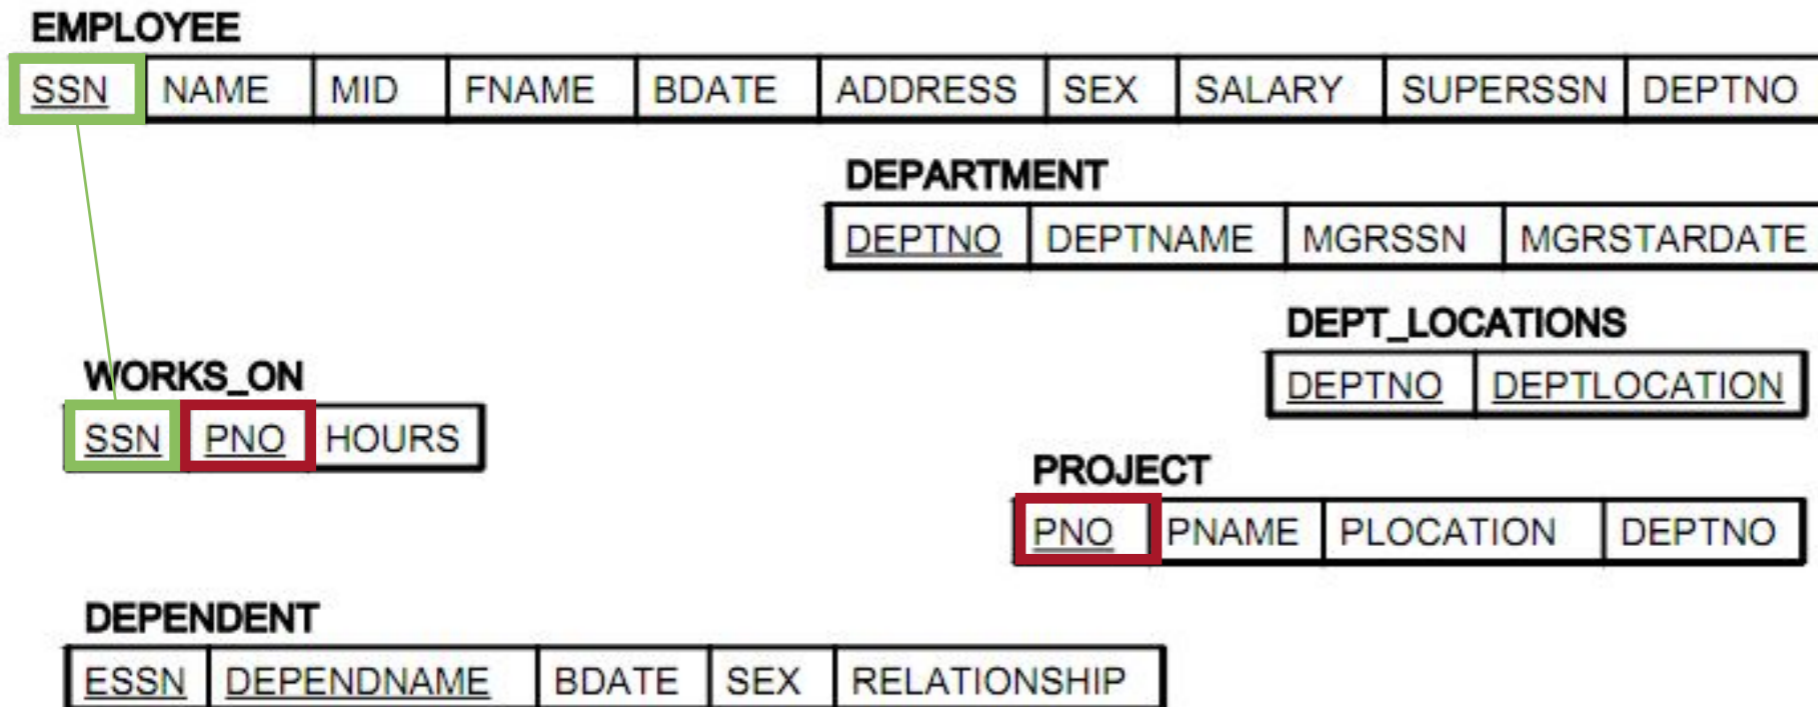 EMPLOYEE
SSN NAME MID FNAME BDATE ADDRESS SEX SALARY SUPERSSN DEPTNO
DEPARTMENT
DEPTNO DEPTNAME MGRSSN MGRSTARDATE
DEPT_LOCATIONS
DEPTNO DEPTLOCATION
WORKS_ON
SSN PNO HOURS
PROJECT
PNO PNAME PLOCATION DEPTNO
DEPENDENT
ESSN DEPENDNAME BDATE SEX RELATIONSHIP